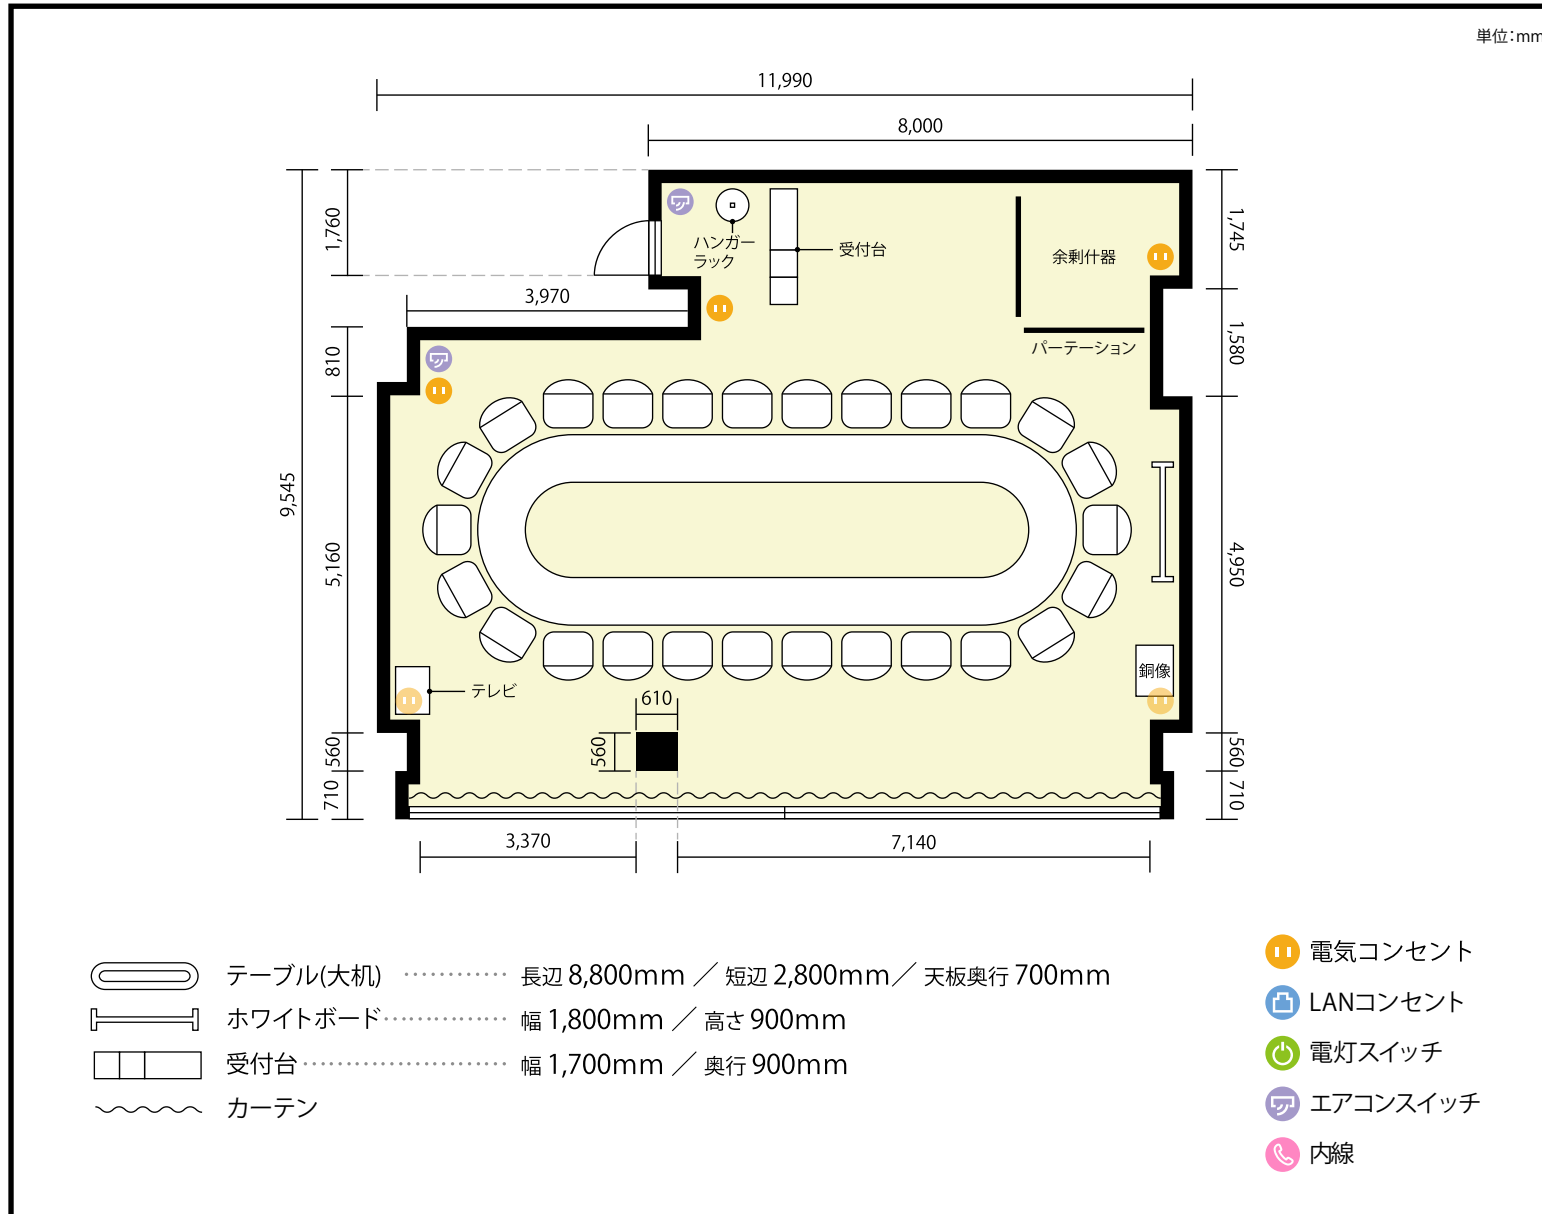 単位：mm
11,990
8,000
1,760
1,745
ハンガー
ラック
受付台
余剰什器
3,970
パーテーション
1,580
810
9,545
5,160
4,950
テレビ
銅像
610
560
560
560
710
710
3,370
7,140
テーブル(大机) ………… 長辺 8,800mm ／ 短辺 2,800mm／ 天板奥行 700mm
ホワイトボード………… 幅 1,800mm ／ 高さ 900mm
受付台………………… 幅 1,700mm ／ 奥行 900mm
カーテン
電気コンセント
LANコンセント
電灯スイッチ
エアコンスイッチ
内線